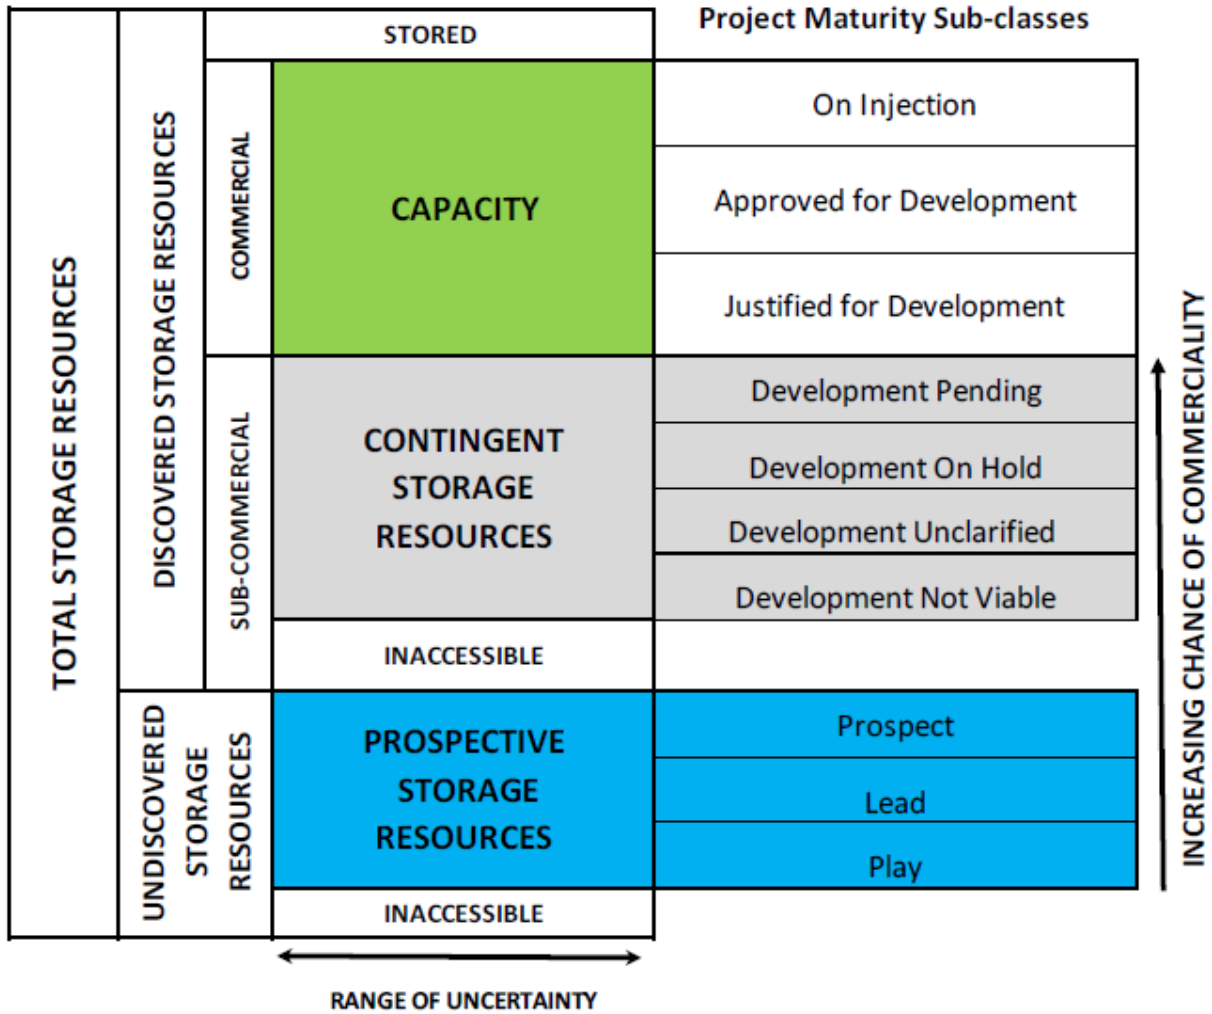 Project Maturity Sub-classes
STORED
TOTAL STORAGE RESOURCES
DISCOVERED STORAGE RESOURCES
COMMERCIAL
CAPACITY
On Injection
Approved for Development
Justified for Development
SUB-COMMERCIAL
CONTINGENT
STORAGE
RESOURCES
Development Pending
Development On Hold
Development Unclarified
Development Not Viable
INACCESSIBLE
UNDISCOVERED
STORAGE
RESOURCES
PROSPECTIVE
STORAGE
RESOURCES
Prospect
Lead
Play
INACCESSIBLE
RANGE OF UNCERTAINTY
INCREASING CHANCE OF COMMERCIALITY